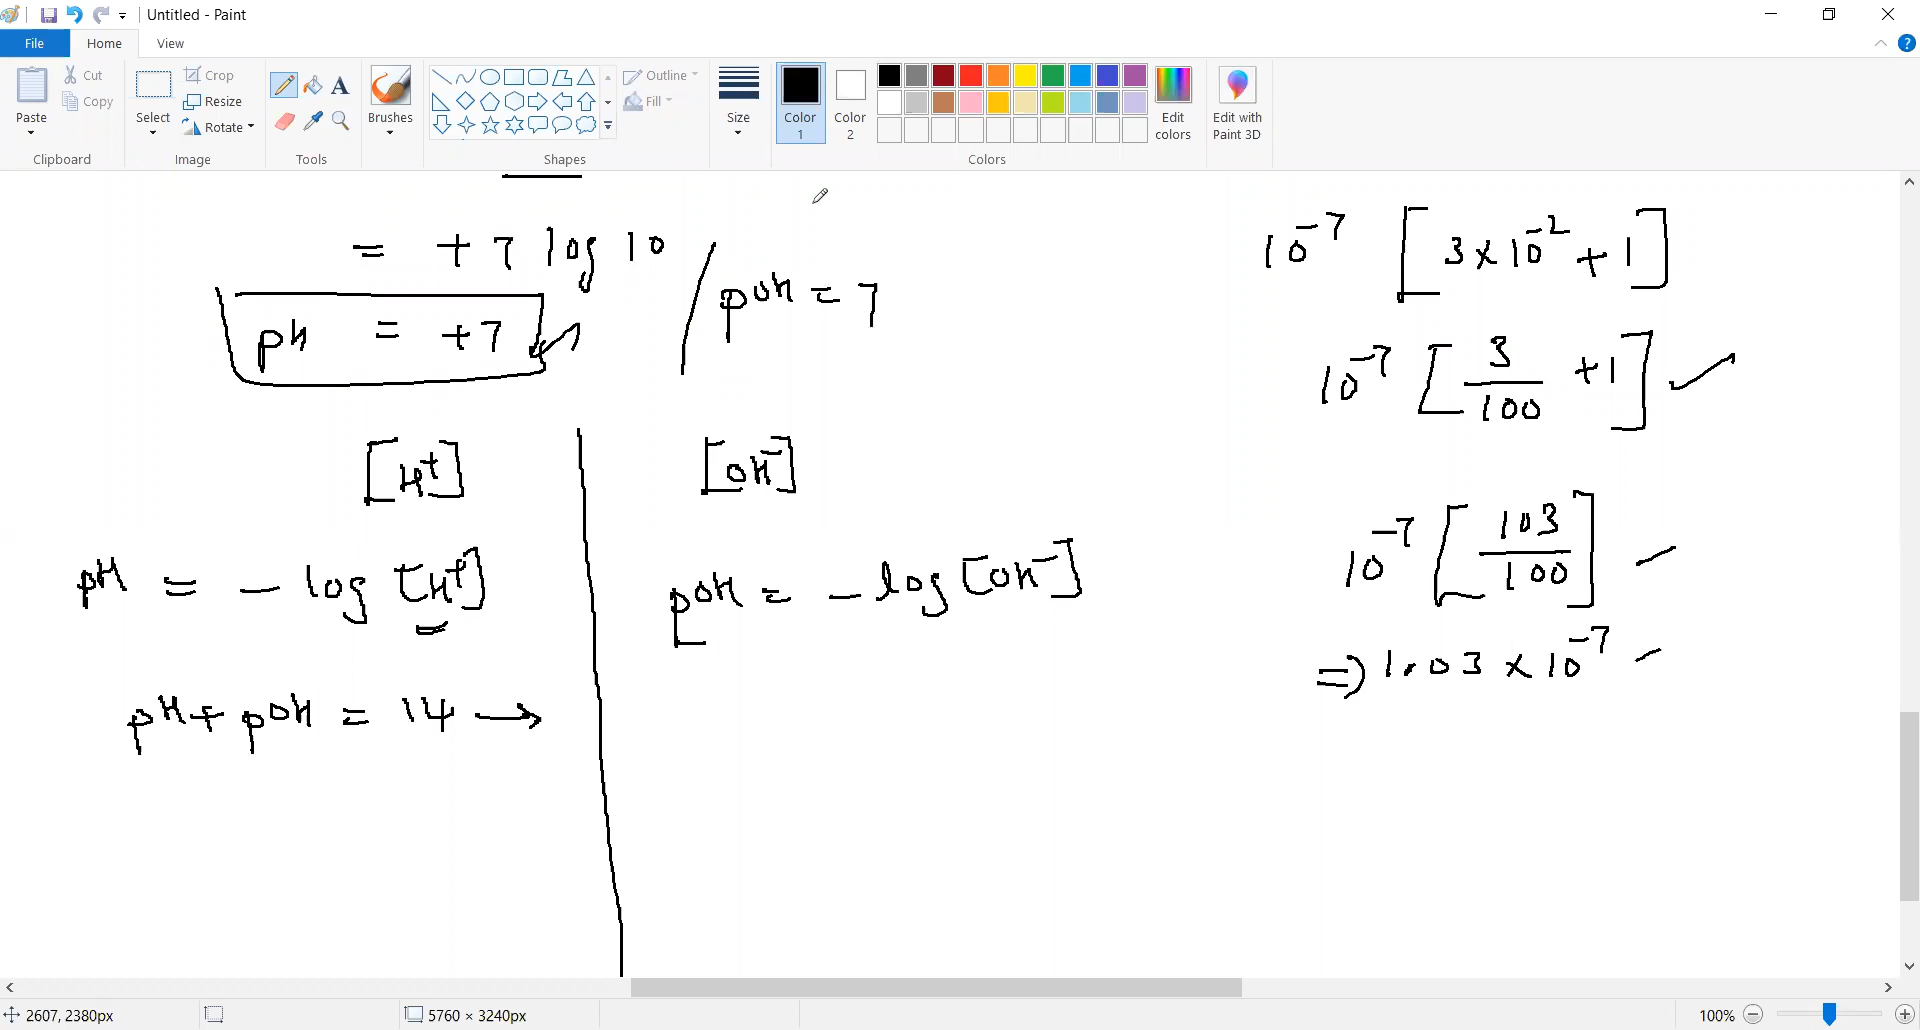 Untitled - Paint
File
Home
View
Paste
Cut
Copy
Clipboard
Select
Crop
Resize
Rotate
Image
Tools
Brushes
Shapes
Outline
Fill
Size
Color 1
Color 2
Edit colors
Edit with Paint 3D
Colors
= +7 log 10
pH = +7
pOH = 7
[H⁺]
[OH⁻]
pH = - log [H⁺]
pOH = - log [OH⁻]
pH + pOH = 14 →
10⁻⁷ [3 × 10⁻² + 1]
10⁻⁷ [3/100 + 1] ✓
10⁻⁷ [103/100]
⇒ 1.03 × 10⁻⁷
2607, 2380px
5760 × 3240px
100%